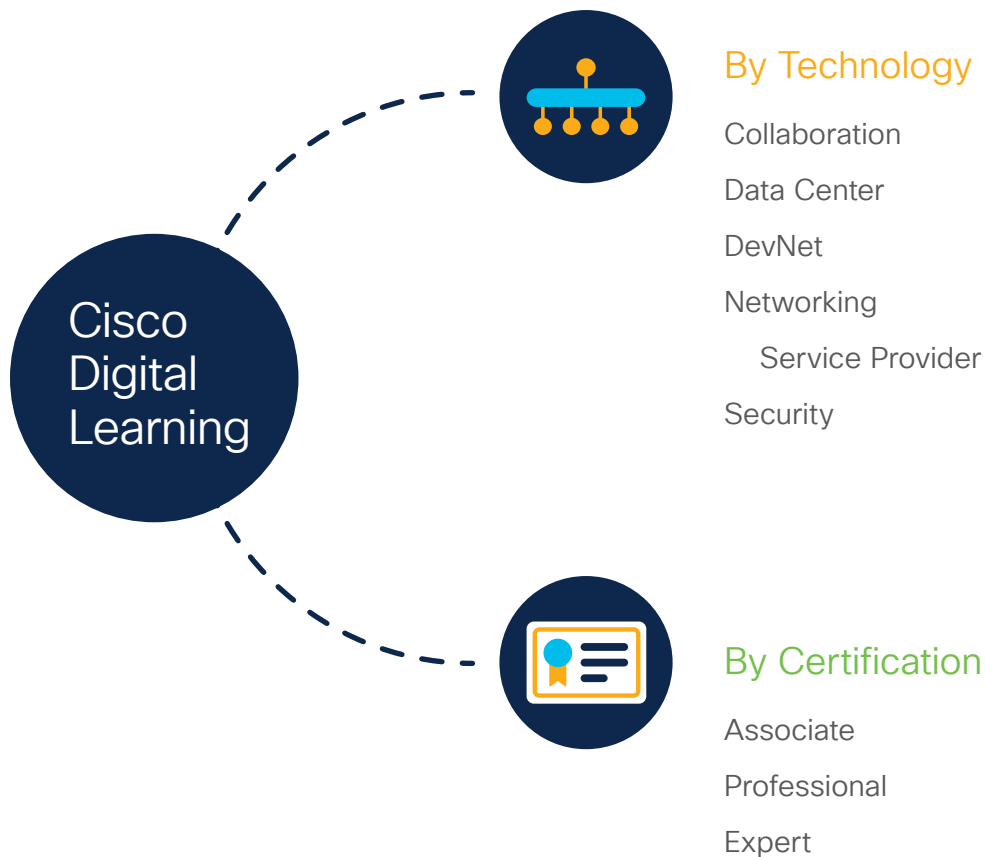 Cisco
Digital
Learning
By Technology
Collaboration
Data Center
DevNet
Networking
Service Provider
Security
By Certification
Associate
Professional
Expert